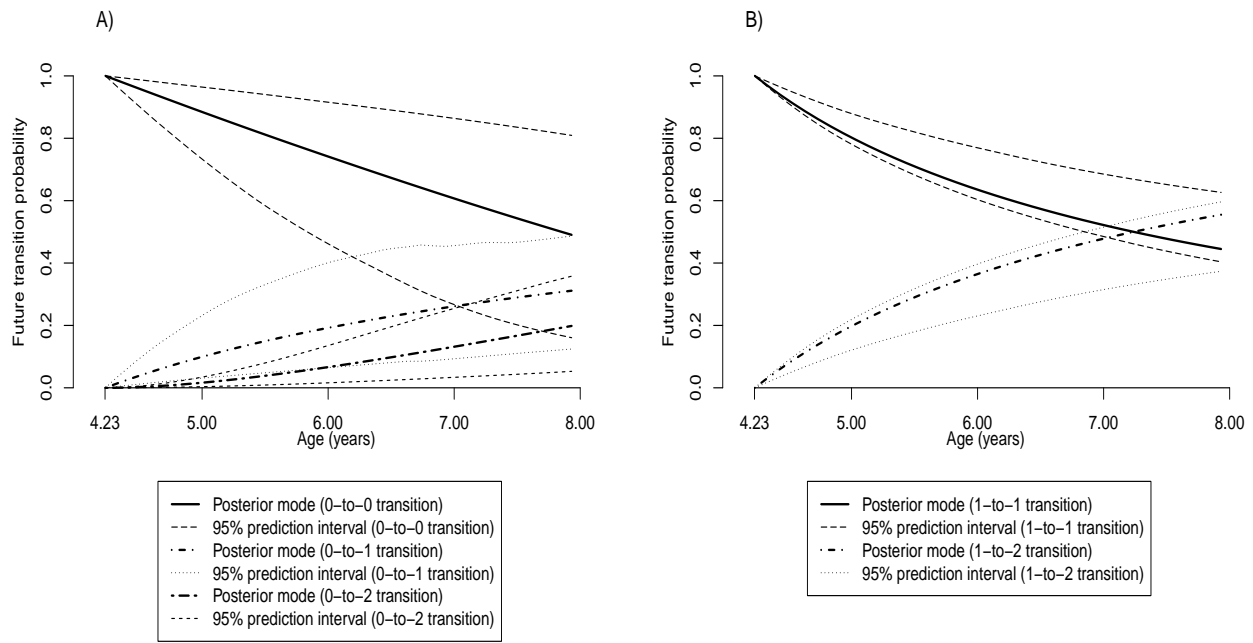 A)
Future transition probability
1.0
0.8
0.6
0.4
0.2
0.0
4.23 5.00 6.00 7.00 8.00
Age (years)
Posterior mode (0−to−0 transition)
95% prediction interval (0−to−0 transition)
Posterior mode (0−to−1 transition)
95% prediction interval (0−to−1 transition)
Posterior mode (0−to−2 transition)
95% prediction interval (0−to−2 transition)
B)
Future transition probability
1.0
0.8
0.6
0.4
0.2
0.0
4.23 5.00 6.00 7.00 8.00
Age (years)
Posterior mode (1−to−1 transition)
95% prediction interval (1−to−1 transition)
Posterior mode (1−to−2 transition)
95% prediction interval (1−to−2 transition)